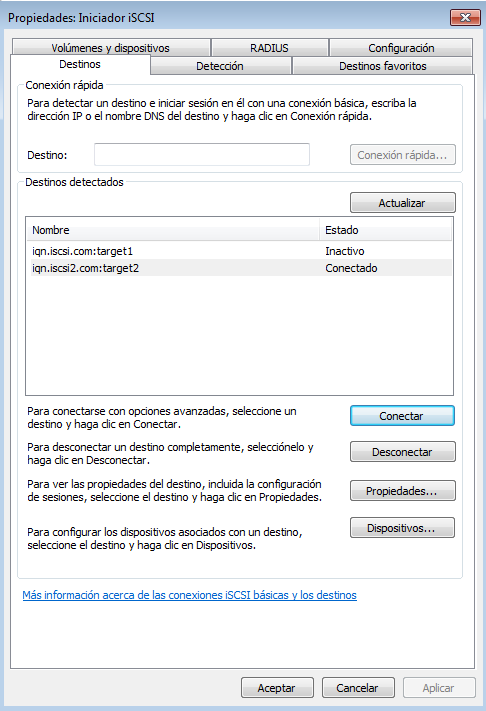 Propiedades: Iniciador iSCSI
Volúmenes y dispositivos RADIUS Configuración
Destinos Detección Destinos favoritos
Conexión rápida
Para detectar un destino e iniciar sesión en él con una conexión básica, escriba la
dirección IP o el nombre DNS del destino y haga clic en Conexión rápida.
Destino: Conexión rápida...
Destinos detectados
Actualizar
Nombre Estado
iqn.iscsi.com:target1 Inactivo
iqn.iscsi2.com:target2 Conectado
Para conectarse con opciones avanzadas, seleccione un
destino y haga clic en Conectar.
Conectar
Para desconectar un destino completamente, selecciónelo y
haga clic en Desconectar.
Desconectar
Para ver las propiedades del destino, incluida la configuración
de sesiones, seleccione el destino y haga clic en Propiedades.
Propiedades...
Para configurar los dispositivos asociados con un destino,
seleccione el destino y haga clic en Dispositivos.
Dispositivos...
Más información acerca de las conexiones iSCSI básicas y los destinos
Aceptar Cancelar Aplicar